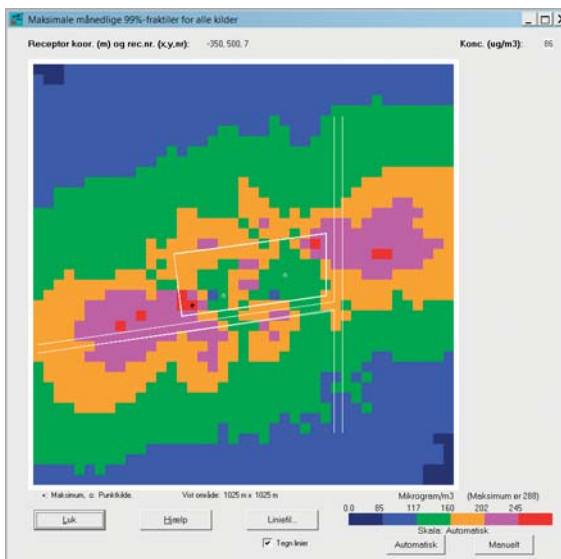 Maksimale månedlige 99%-fraktiler for alle kilder
Receptor koor. (m) og rec.nr. (x,y,nr): -350, 500, 7 Konc. (ug/m3): 86
Maksimum, Punktkilde. Vist område: 1025 m x 1025 m
Mikrogram/m3 (Maksimum er 288)
0.0 85 117 160 202 245
Skala: Automatisk
Luk Hjælp Linietil... 
Tegn linier
Automatisk Manuelt